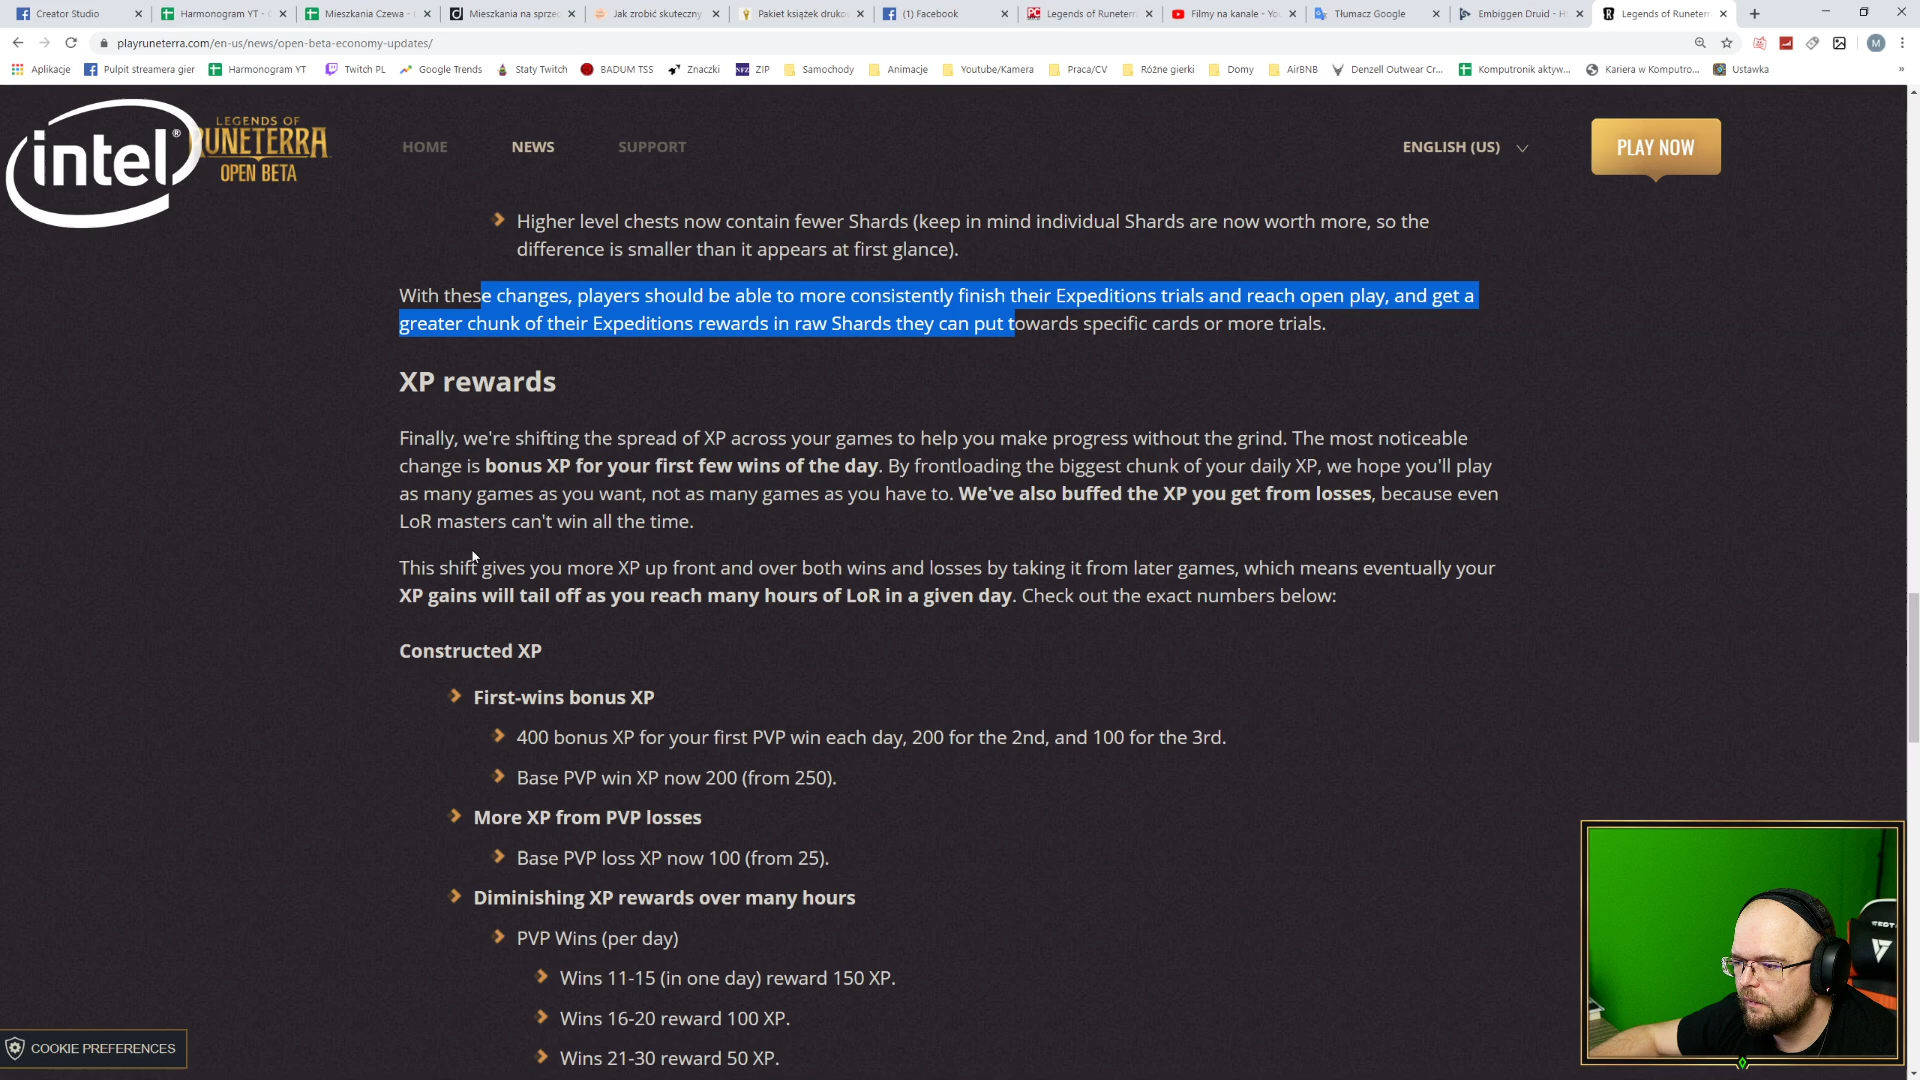 Creator Studio
Harmonogram YT -
Mieszkania Czewa -
Mieszkania na sprze
Jak zrobić skuteczny
Pakiet książek druko
(1) Facebook
Legends of Runeterr
Filmy na kanale - Yo
Tłumacz Google
Embiggen Druid - H
Legends of Runeter
playruneterra.com/en-us/news/open-beta-economy-updates/
M
Aplikacje
Pulpit streamera gier
Harmonogram YT
Twitch PL
Google Trends
Staty Twitch
BADUM TSS
Znaczki
NFZ ZIP
Samochody
Animacje
Youtube/Kamera
Praca/CV
Różne gierki
Domy
AirBNB
Denzell Outwear Cr...
Komputronik aktyw...
Kariera w Komputro...
Ustawka
»
intel®
LEGENDS OF
RUNETERRA
OPEN BETA
HOME
NEWS
SUPPORT
ENGLISH (US)
PLAY NOW
Higher level chests now contain fewer Shards (keep in mind individual Shards are now worth more, so the
difference is smaller than it appears at first glance).
With these changes, players should be able to more consistently finish their Expeditions trials and reach open play, and get a
greater chunk of their Expeditions rewards in raw Shards they can put towards specific cards or more trials.
XP rewards
Finally, we're shifting the spread of XP across your games to help you make progress without the grind. The most noticeable
change is bonus XP for your first few wins of the day. By frontloading the biggest chunk of your daily XP, we hope you'll play
as many games as you want, not as many games as you have to. We've also buffed the XP you get from losses, because even
LoR masters can't win all the time.
This shift gives you more XP up front and over both wins and losses by taking it from later games, which means eventually your
XP gains will tail off as you reach many hours of LoR in a given day. Check out the exact numbers below:
Constructed XP
First-wins bonus XP
400 bonus XP for your first PVP win each day, 200 for the 2nd, and 100 for the 3rd.
Base PVP win XP now 200 (from 250).
More XP from PVP losses
Base PVP loss XP now 100 (from 25).
Diminishing XP rewards over many hours
PVP Wins (per day)
Wins 11-15 (in one day) reward 150 XP.
Wins 16-20 reward 100 XP.
Wins 21-30 reward 50 XP.
COOKIE PREFERENCES